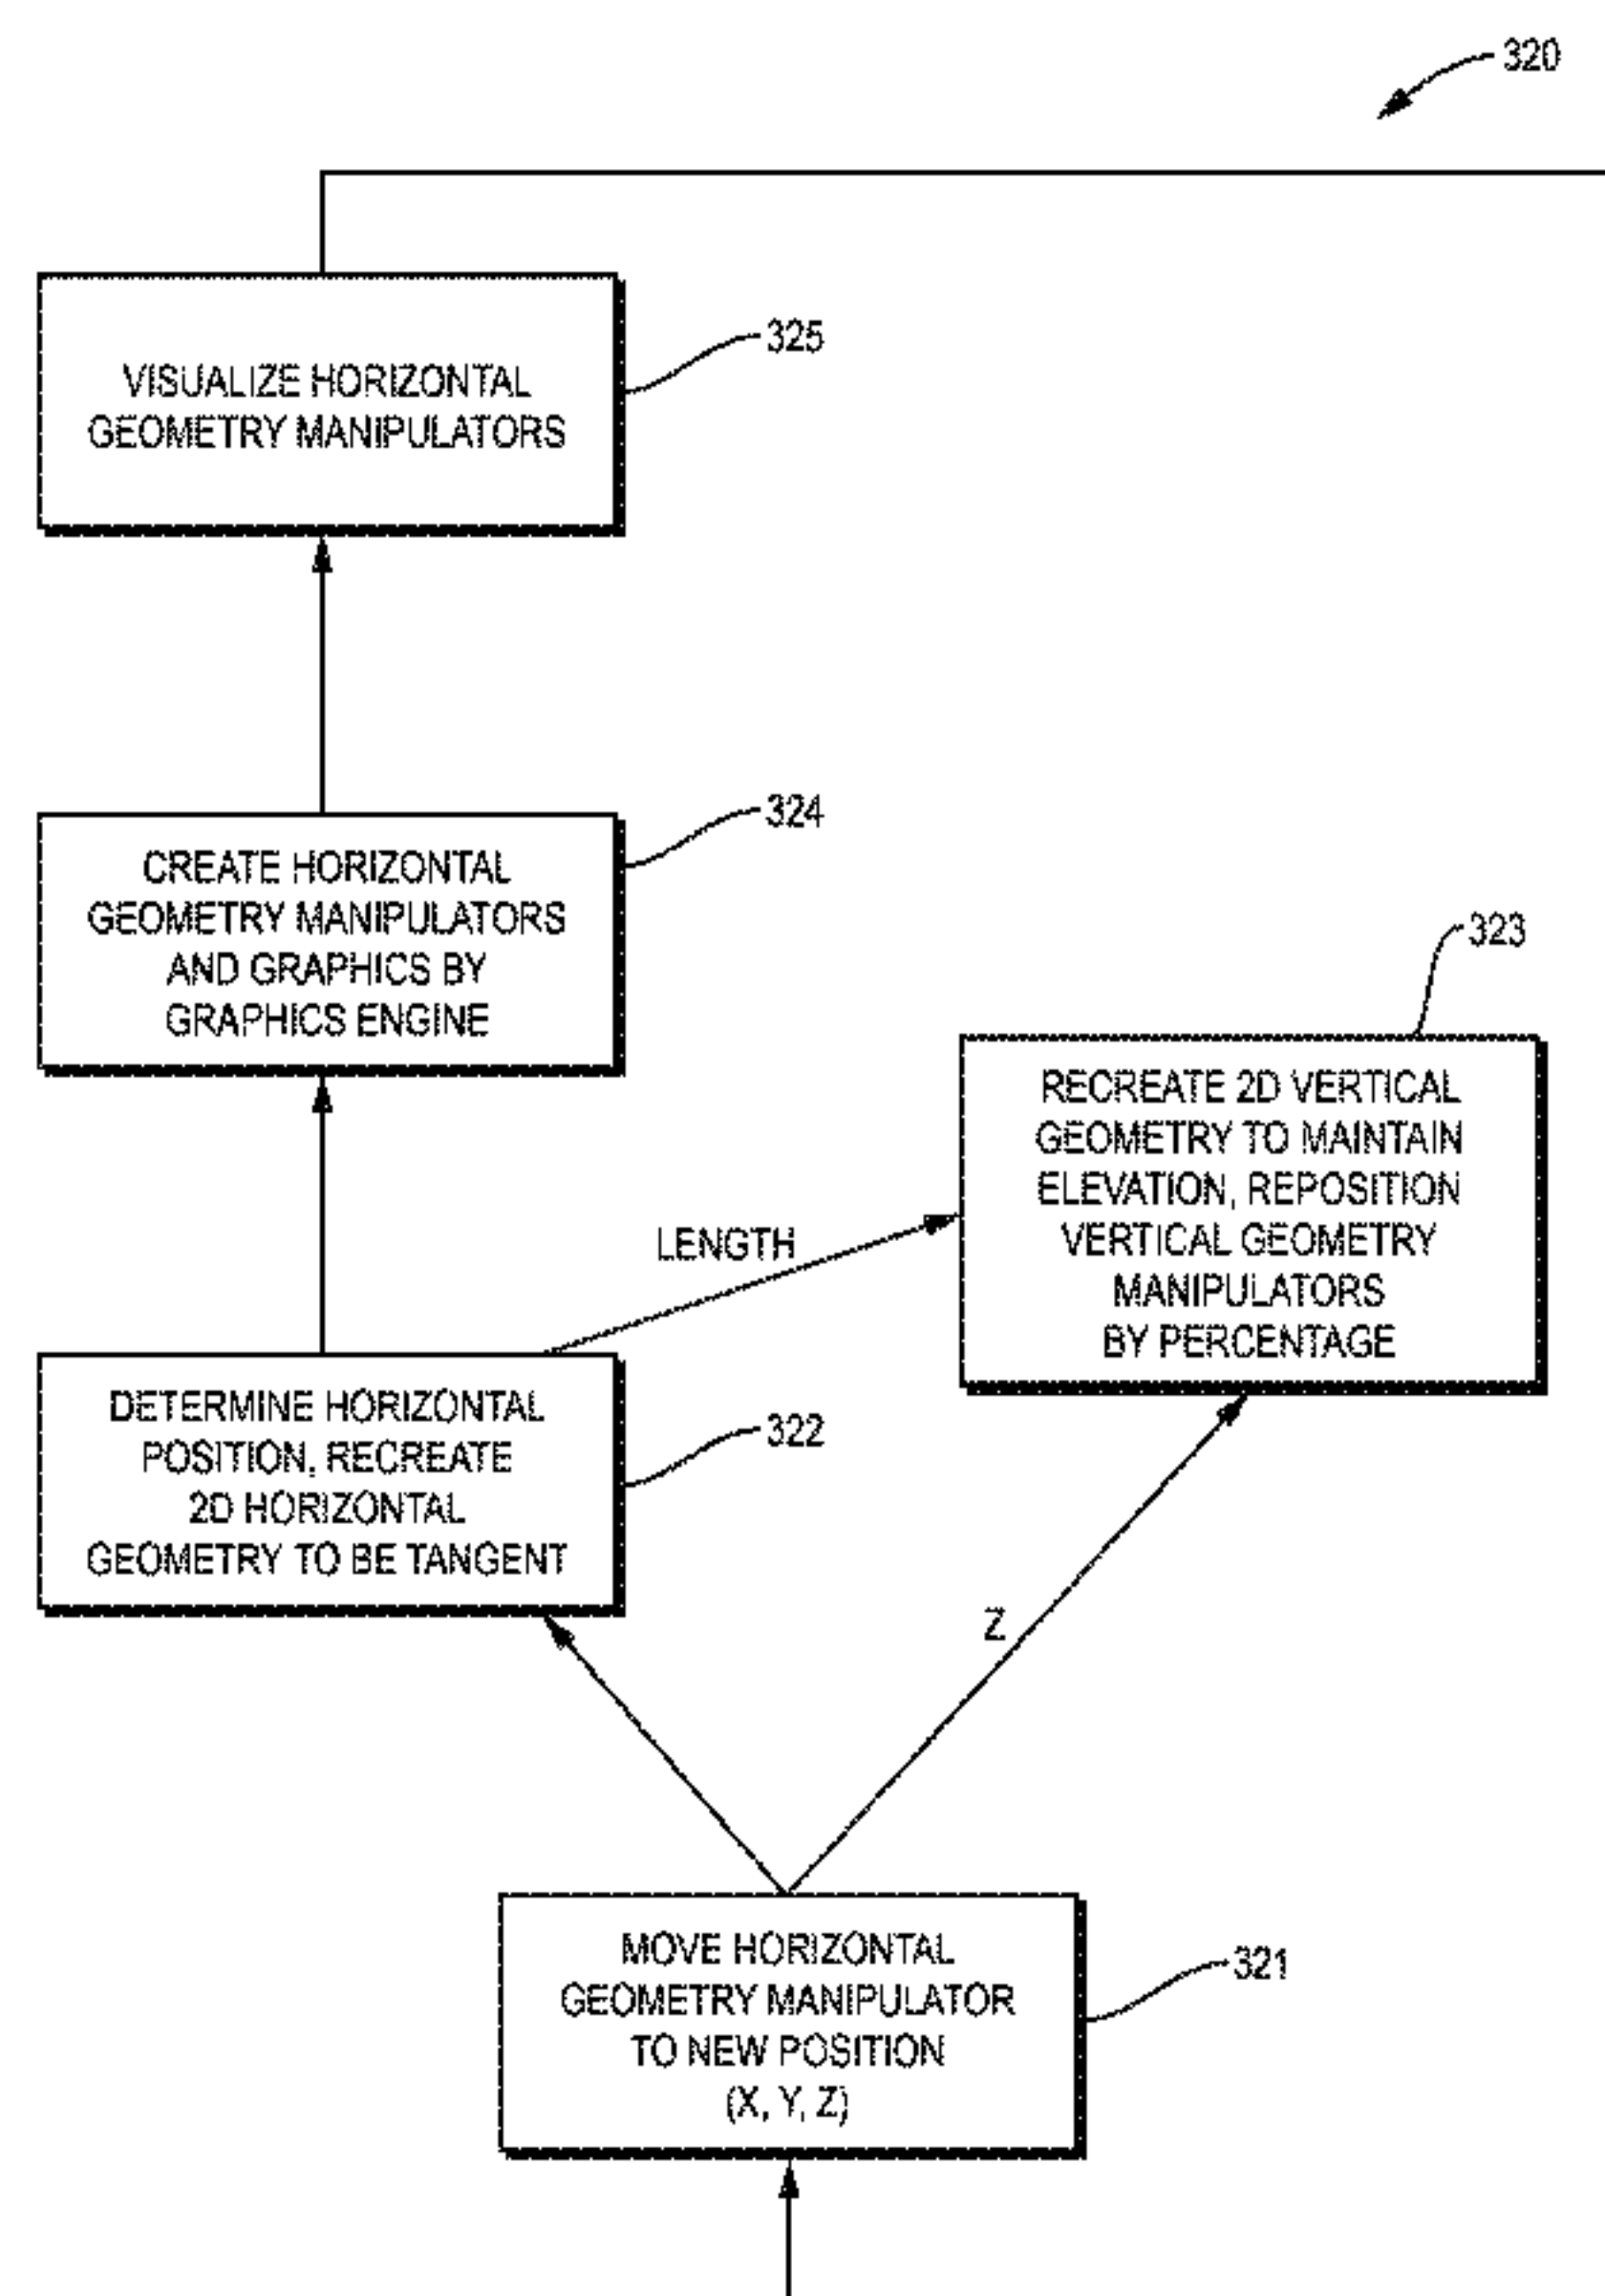 320
325
VISUALIZE HORIZONTAL
GEOMETRY MANIPULATORS
324
CREATE HORIZONTAL
GEOMETRY MANIPULATORS
AND GRAPHICS BY
GRAPHICS ENGINE
323
RECREATE 2D VERTICAL
GEOMETRY TO MAINTAIN
ELEVATION, REPOSITION
VERTICAL GEOMETRY
MANIPULATORS
BY PERCENTAGE
LENGTH
322
DETERMINE HORIZONTAL
POSITION, RECREATE
2D HORIZONTAL
GEOMETRY TO BE TANGENT
Z
321
MOVE HORIZONTAL
GEOMETRY MANIPULATOR
TO NEW POSITION
(X, Y, Z)